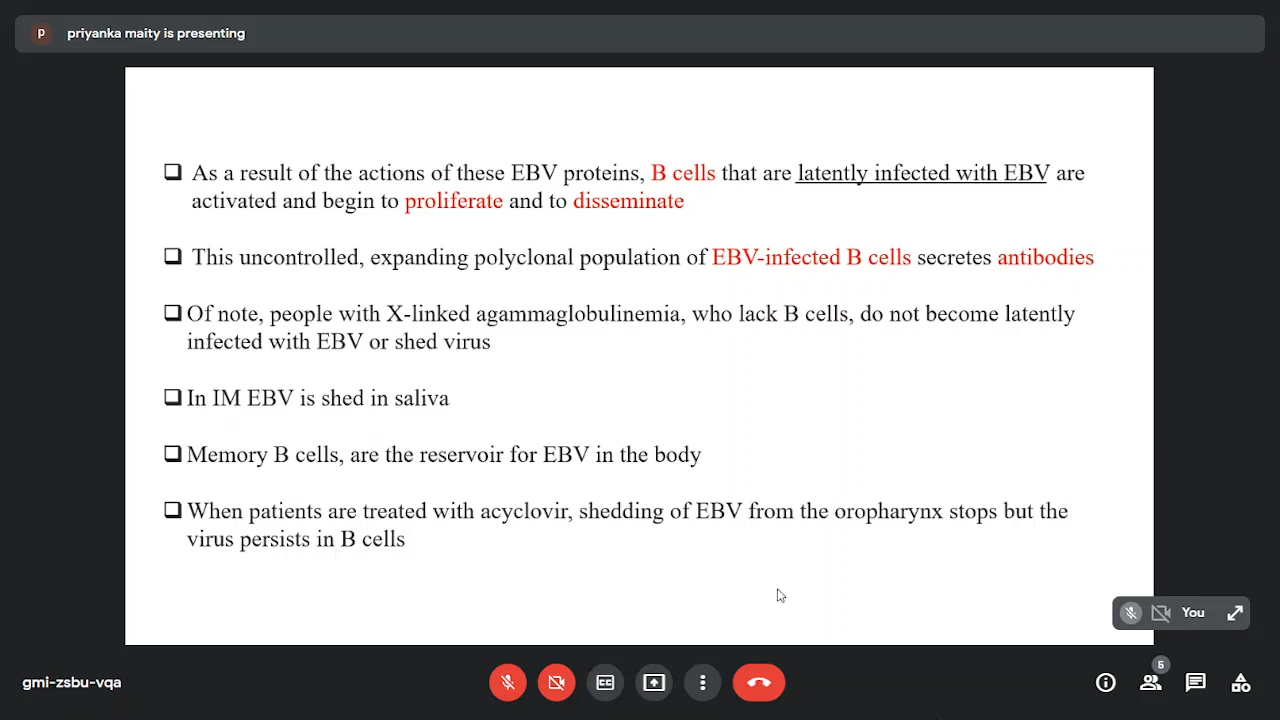 p priyanka maity is presenting
As a result of the actions of these EBV proteins, B cells that are latently infected with EBV are
activated and begin to proliferate and to disseminate
This uncontrolled, expanding polyclonal population of EBV-infected B cells secretes antibodies
Of note, people with X-linked agammaglobulinemia, who lack B cells, do not become latently
infected with EBV or shed virus
In IM EBV is shed in saliva
Memory B cells, are the reservoir for EBV in the body
When patients are treated with acyclovir, shedding of EBV from the oropharynx stops but the
virus persists in B cells
You
gmi-zsbu-vqa
CC
5